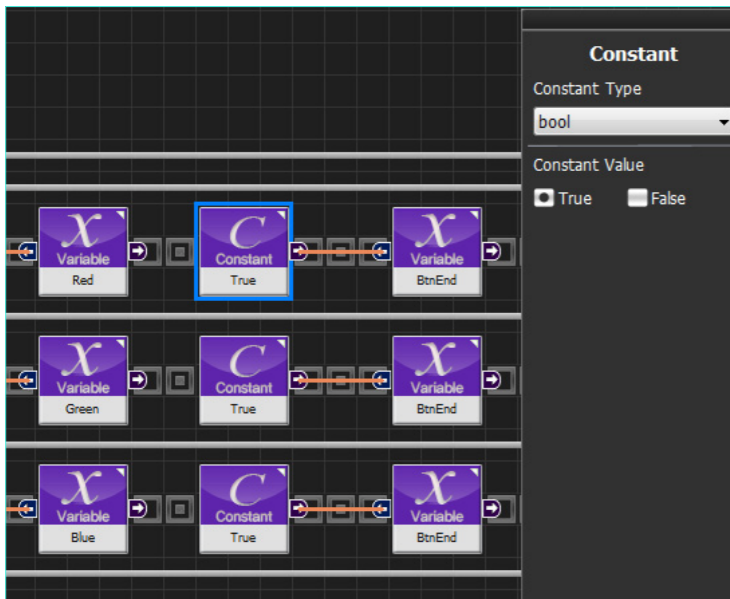 Constant
Constant Type
bool
Constant Value
True False
X C X
Variable Constant Variable
Red True BtnEnd
X C X
Variable Constant Variable
Green True BtnEnd
X C X
Variable Constant Variable
Blue True BtnEnd